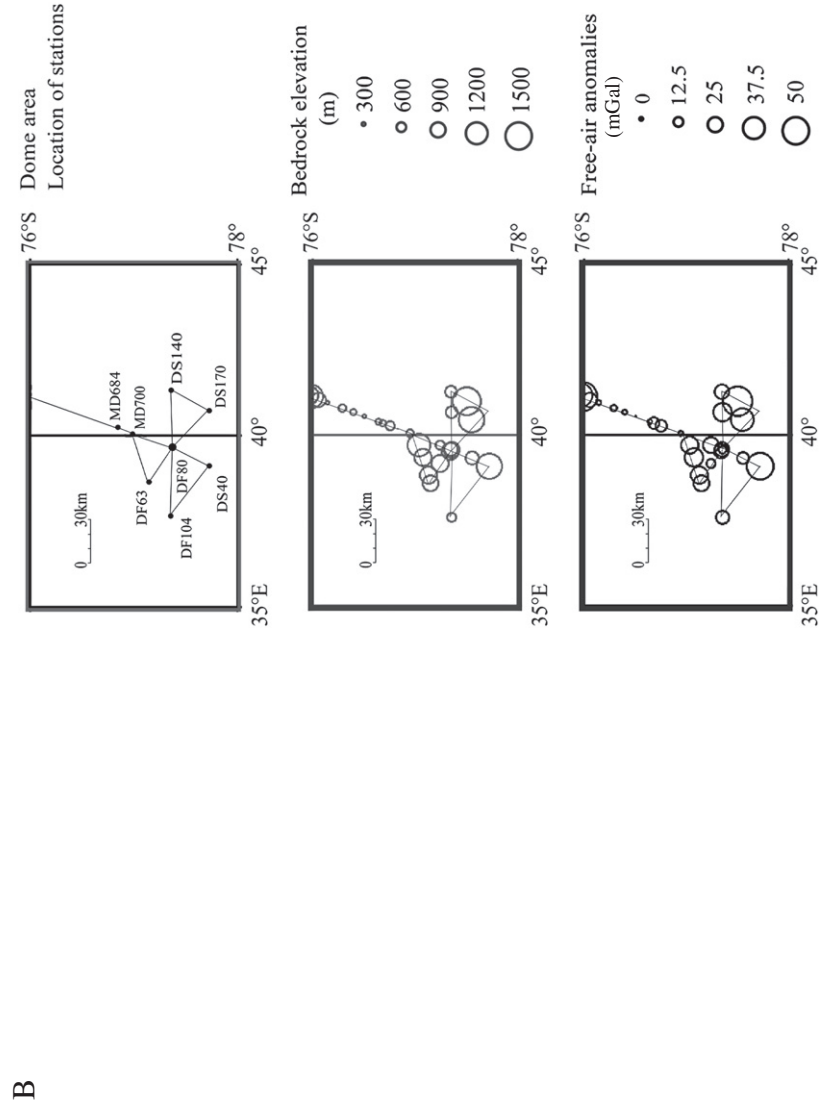 B
Dome area
Location of stations
76°S
78°
35°E
40°
45°
0 30km
MD684
MD700
DF63
DF80
DF104
DS40
DS140
DS170
Bedrock elevation
(m)
300
600
900
1200
1500
76°S
78°
35°E
40°
45°
0 30km
Free-air anomalies
(mGal)
0
12.5
25
37.5
50
76°S
78°
35°E
40°
45°
0 30km